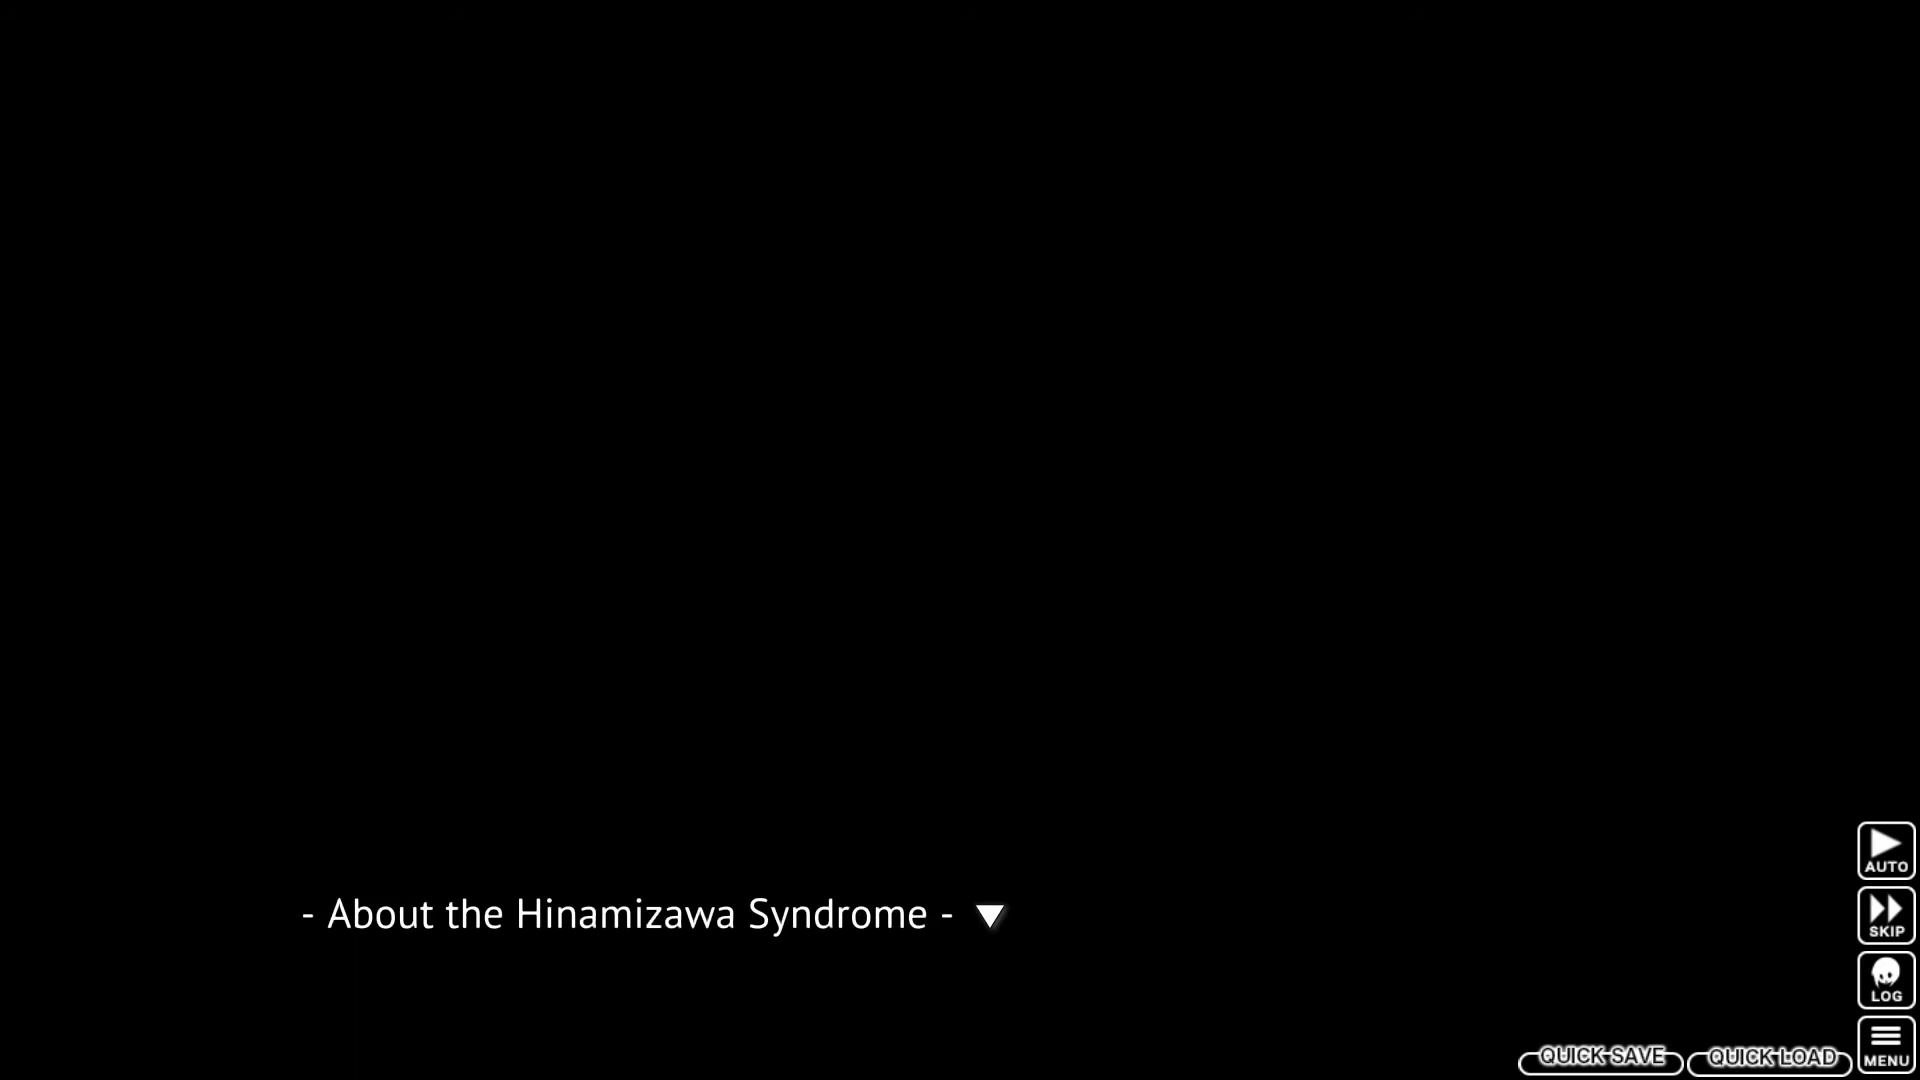 - About the Hinamizawa Syndrome -
AUTO
SKIP
LOG
MENU
QUICK SAVE
QUICK LOAD